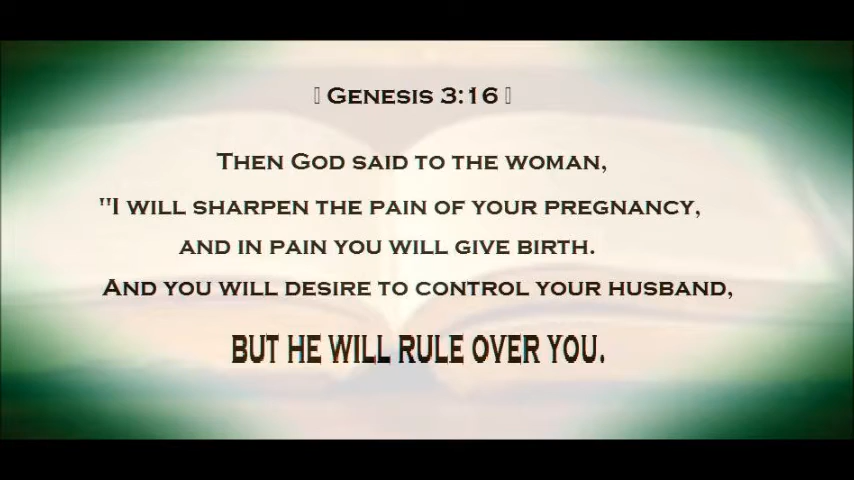 Genesis 3:16
Then God said to the woman,
"I will sharpen the pain of your pregnancy,
and in pain you will give birth.
And you will desire to control your husband,
BUT HE WILL RULE OVER YOU.